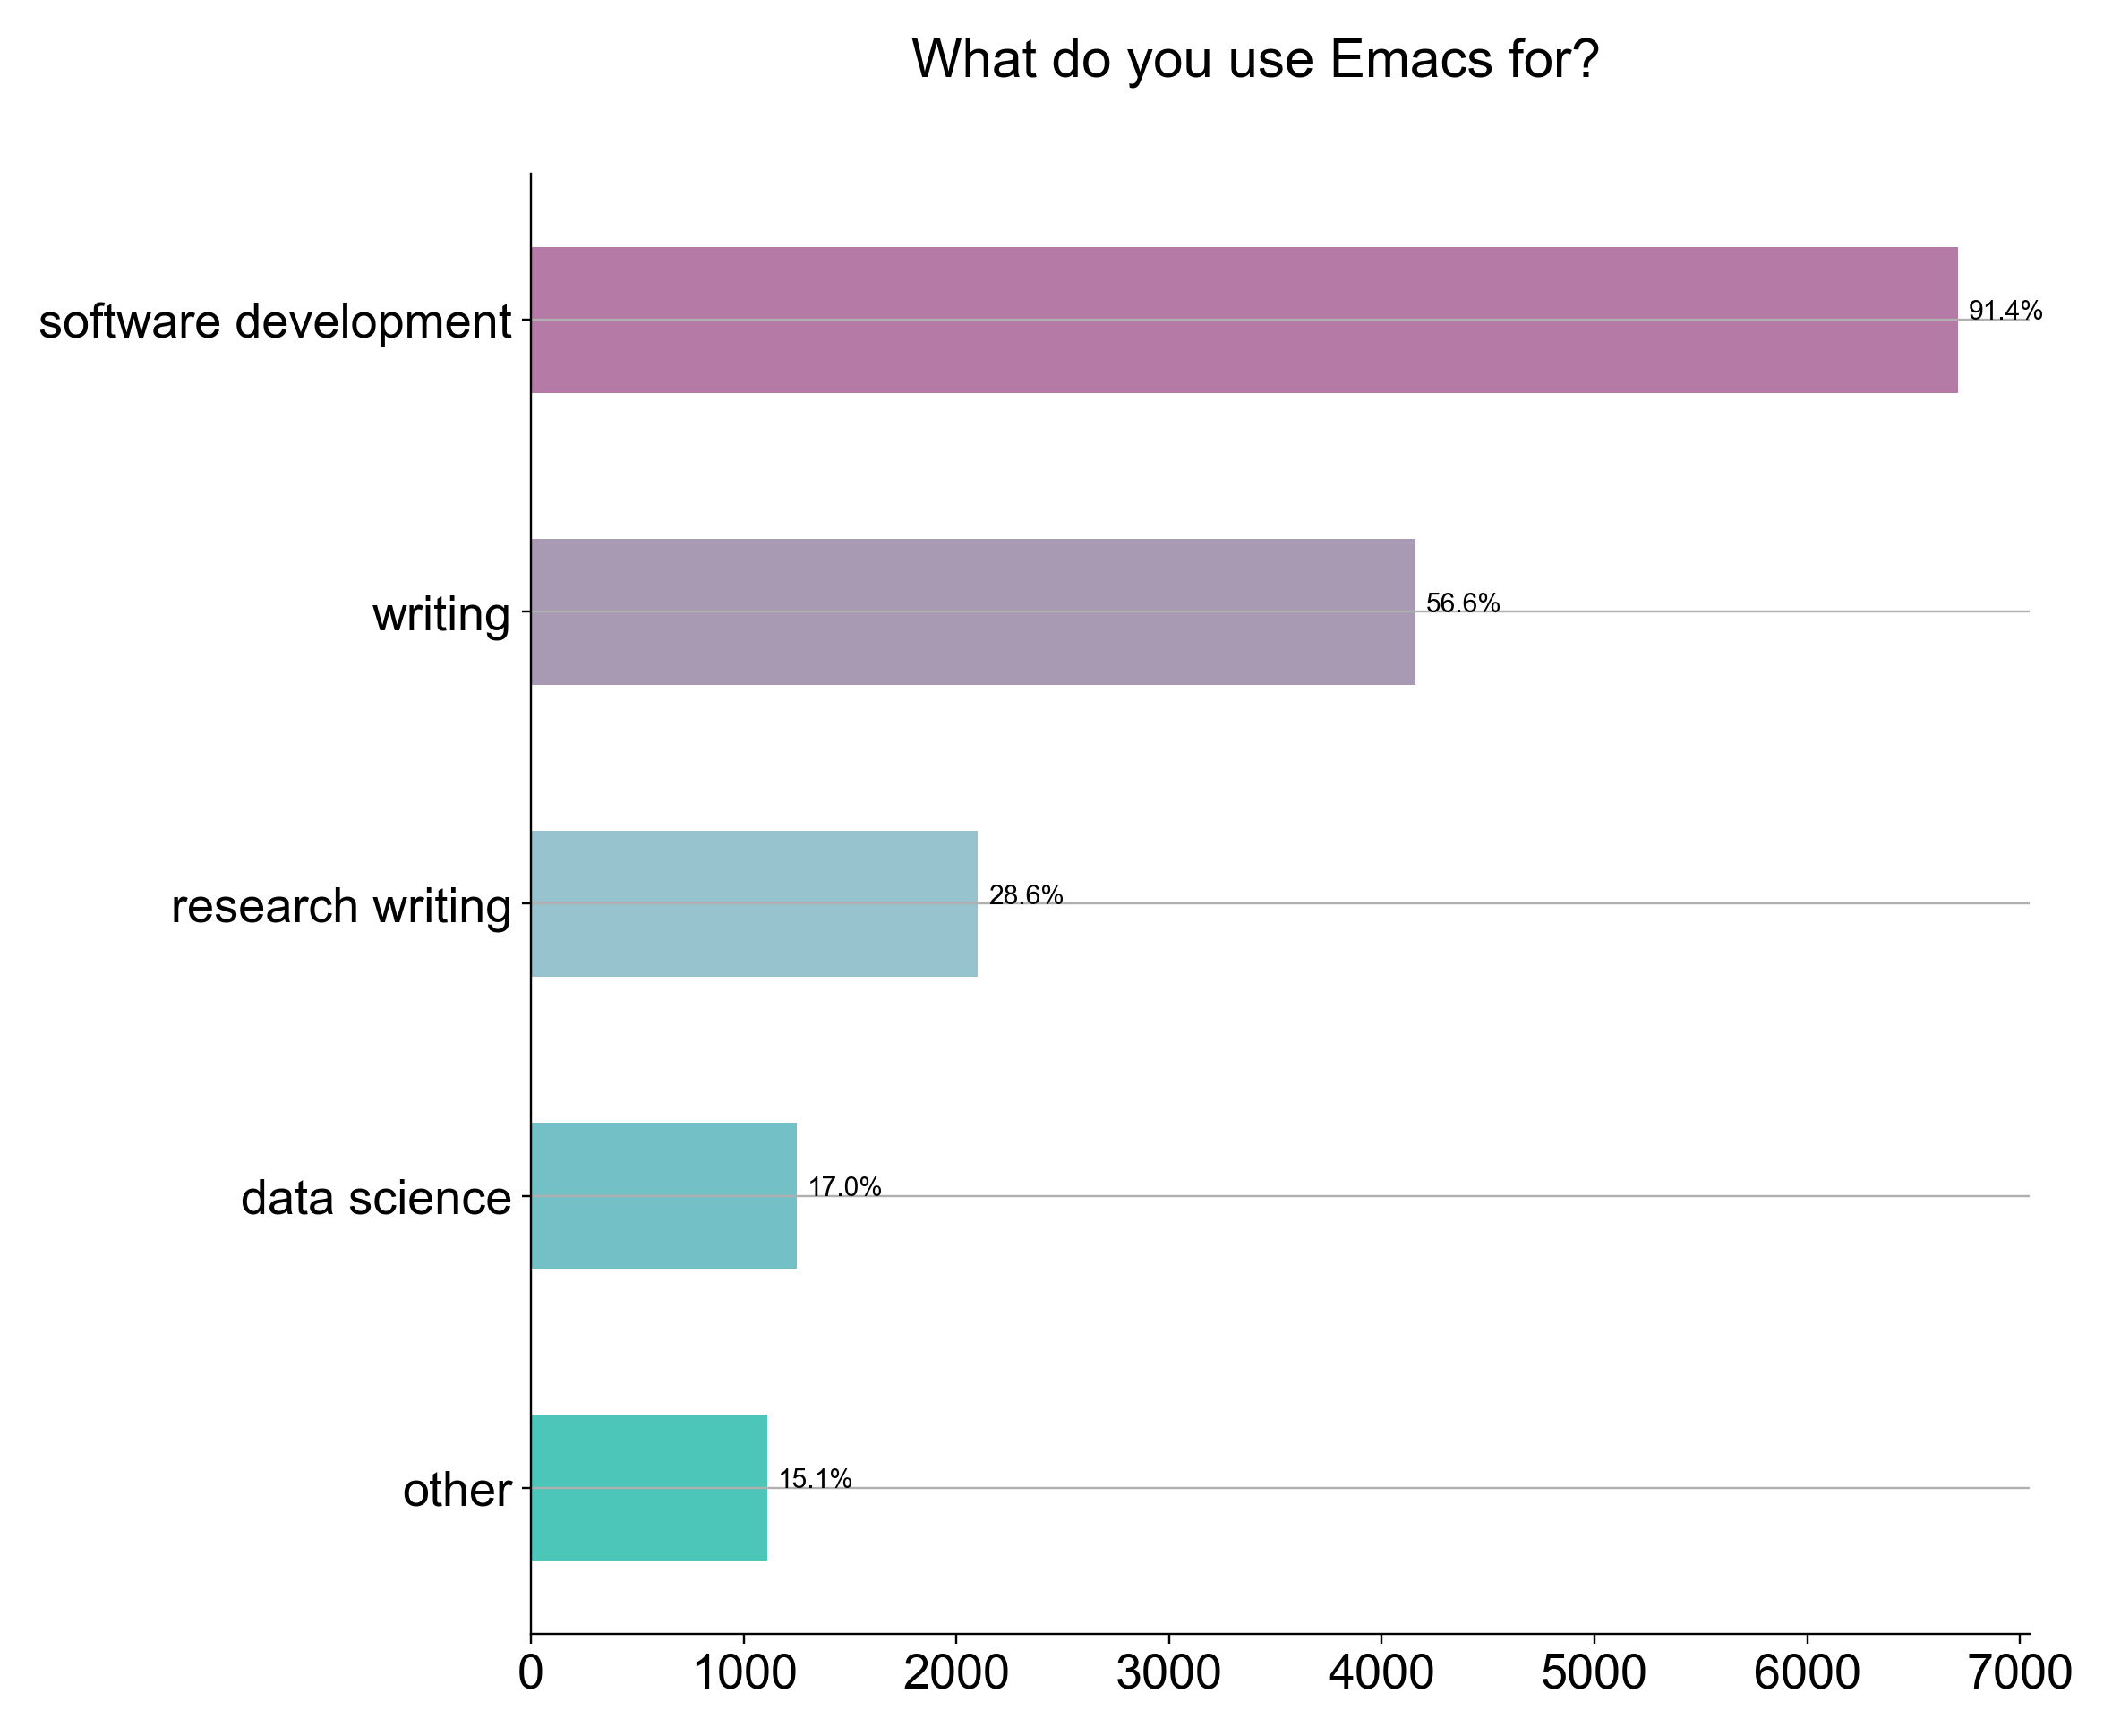 What do you use Emacs for?
software development
91.4%
writing
56.6%
research writing
28.6%
data science
17.0%
other
15.1%
0 1000 2000 3000 4000 5000 6000 7000